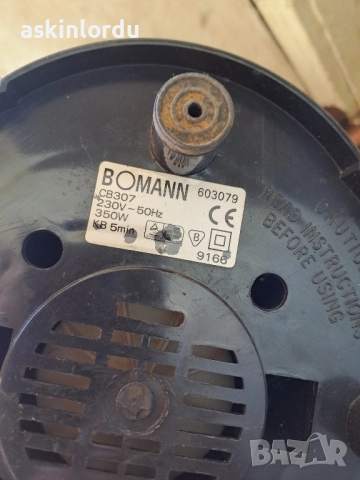 askinlordu
BOMANN 603079
CB307
230V~50Hz
350W
KB 5min
CE
B
9166
CAUTION
READ INSTRUCTIONS
BEFORE USING
BAZAR